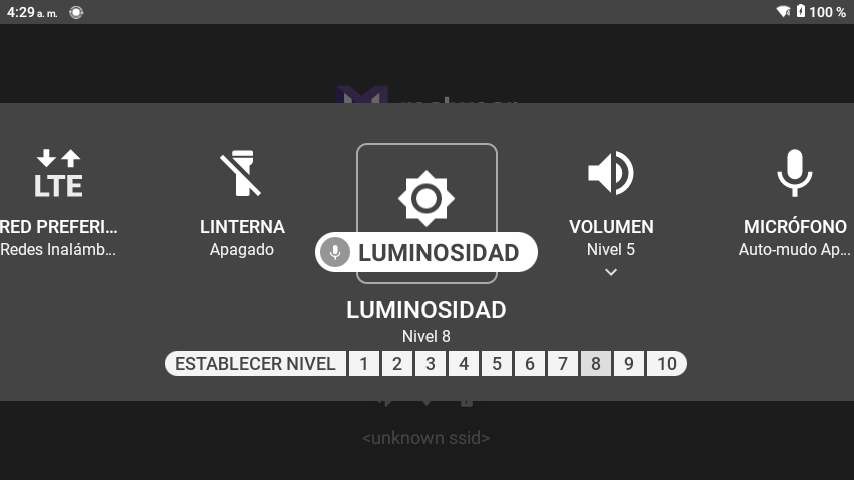 4:29 a. m.
100 %
LTE
RED PREFERI...
Redes Inalámb...
LINTERNA
Apagado
LUMINOSIDAD
VOLUMEN
Nivel 5
MICRÓFONO
Auto-mudo Ap...
LUMINOSIDAD
Nivel 8
ESTABLECER NIVEL 1 2 3 4 5 6 7 8 9 10
<unknown ssid>